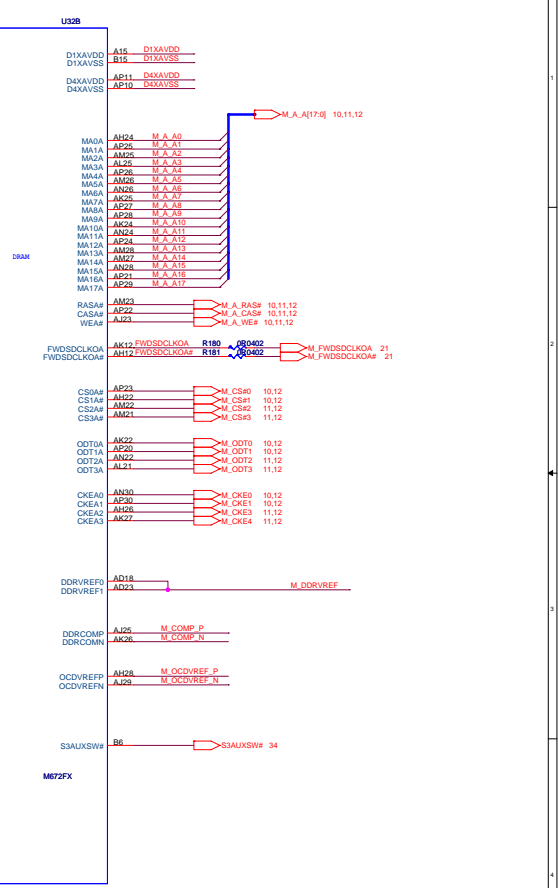 U32B
D1XAVDD A15 D1XAVDD
D1XAVSS B15 D1XAVSS
D4XAVDD AP11 D4XAVDD
D4XAVSS AP10 D4XAVSS
M_A_A[17:0] 10,11,12
MA0A AH24 M_A_A0
MA1A AP25 M_A_A1
MA2A AM25 M_A_A2
MA3A AL25 M_A_A3
MA4A AP26 M_A_A4
MA5A AM26 M_A_A5
MA6A AN26 M_A_A6
MA7A AK25 M_A_A7
MA8A AP27 M_A_A8
MA9A AP28 M_A_A9
MA10A AK24 M_A_A10
MA11A AN24 M_A_A11
MA12A AP24 M_A_A12
MA13A AM28 M_A_A13
DRAM
MA14A AM27 M_A_A14
MA15A AN28 M_A_A15
MA16A AP21 M_A_A16
MA17A AP29 M_A_A17
RASA# AM23 M_A_RAS# 10,11,12
CASA# AP22 M_A_CAS# 10,11,12
WEA# AJ23 M_A_WE# 10,11,12
FWDSDCLKOA AK12 FWDSDCLKOA R180 0R0402 M_FWDSDCLKOA 21
FWDSDCLKOA# AH12 FWDSDCLKOA# R181 0R0402 M_FWDSDCLKOA# 21
CS0A# AP23 M_CS#0 10,12
CS1A# AH22 M_CS#1 10,12
CS2A# AM22 M_CS#2 11,12
CS3A# AM21 M_CS#3 11,12
ODT0A AK22 M_ODT0 10,12
ODT1A AP20 M_ODT1 10,12
ODT2A AN22 M_ODT2 11,12
ODT3A AL21 M_ODT3 11,12
CKEA0 AN30 M_CKE0 10,12
CKEA1 AP30 M_CKE1 10,12
CKEA2 AH26 M_CKE3 11,12
CKEA3 AK27 M_CKE4 11,12
DDRVREF0 AD18
DDRVREF1 AD23 M_DDRVREF
DDRCOMP AJ25 M_COMP_P
DDRCOMN AK26 M_COMP_N
OCDVREFP AH28 M_OCDVREF_P
OCDVREFN AJ29 M_OCDVREF_N
S3AUXSW# B6 S3AUXSW# 34
M672FX
1
2
3
4